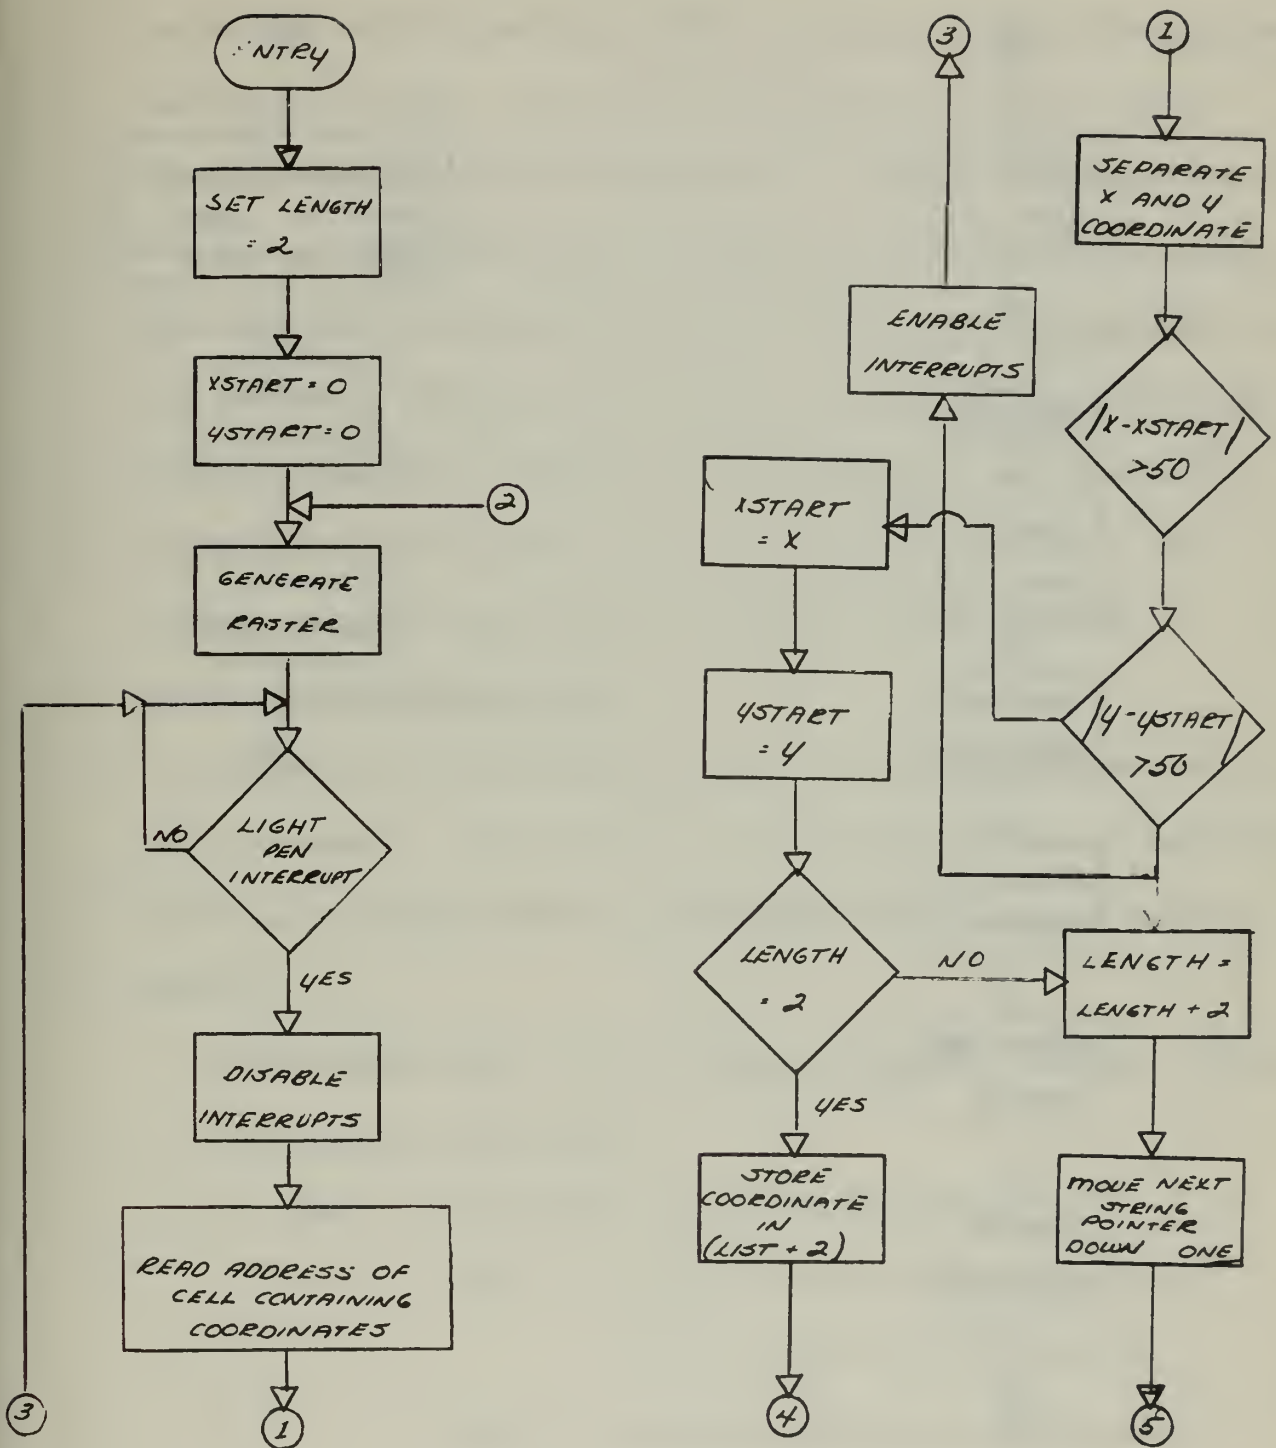 ENTRY
SET LENGTH
= 2
XSTART = 0
YSTART = 0
2
GENERATE
RASTER
LIGHT
PEN
INTERRUPT
NO
YES
DISABLE
INTERRUPTS
READ ADDRESS OF
CELL CONTAINING
COORDINATES
3
1
3
ENABLE
INTERRUPTS
XSTART
= X
YSTART
= Y
LENGTH
= 2
NO
YES
STORE
COORDINATE
IN
(LIST + 2)
4
1
SEPARATE
X AND Y
COORDINATE
|X-XSTART|
>50
|Y-YSTART|
>50
LENGTH =
LENGTH + 2
MOVE NEXT
STRING
POINTER
DOWN ONE
5